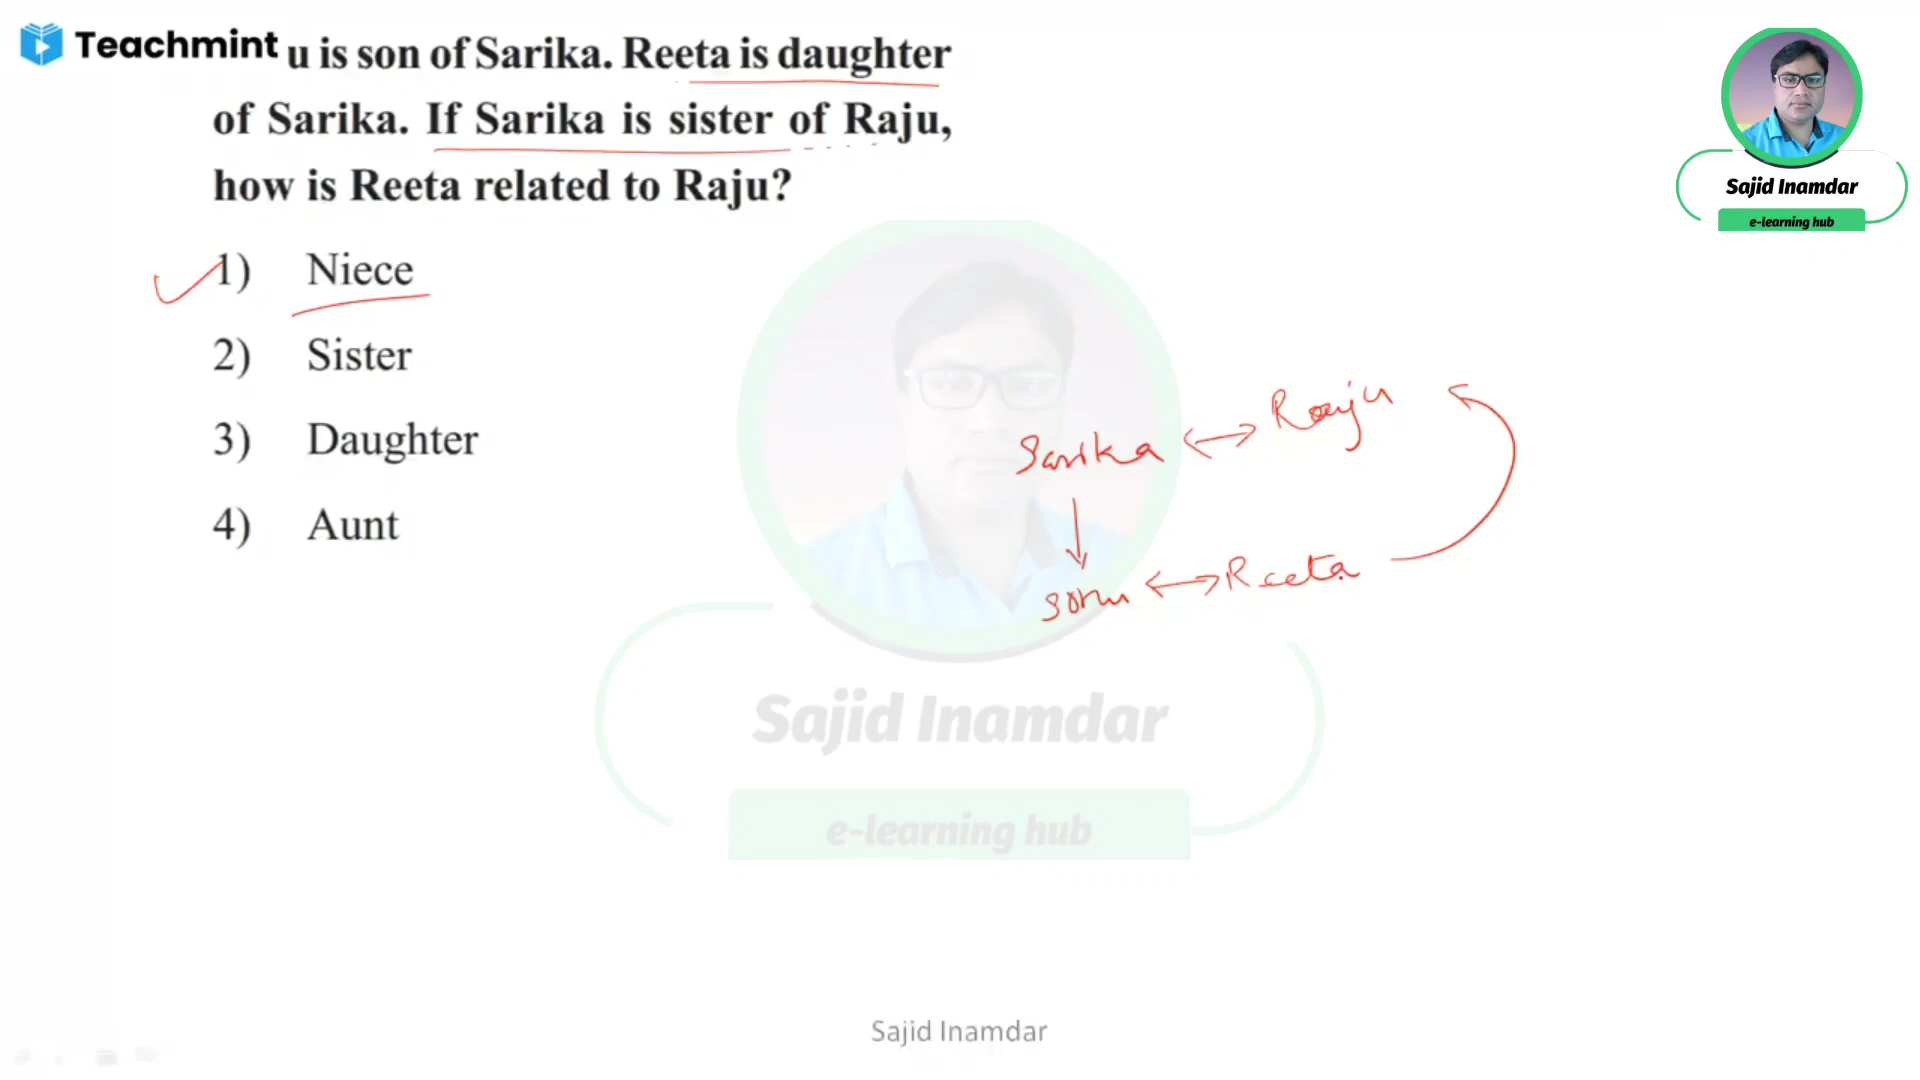 Teachmint
u is son of Sarika. Reeta is daughter
of Sarika. If Sarika is sister of Raju,
how is Reeta related to Raju?
1) Niece
2) Sister
3) Daughter
4) Aunt
Sarika ↔ Raju
↓
Sonu ↔ Reeta
Sajid Inamdar
e-learning hub
Sajid Inamdar
e-learning hub
Sajid Inamdar